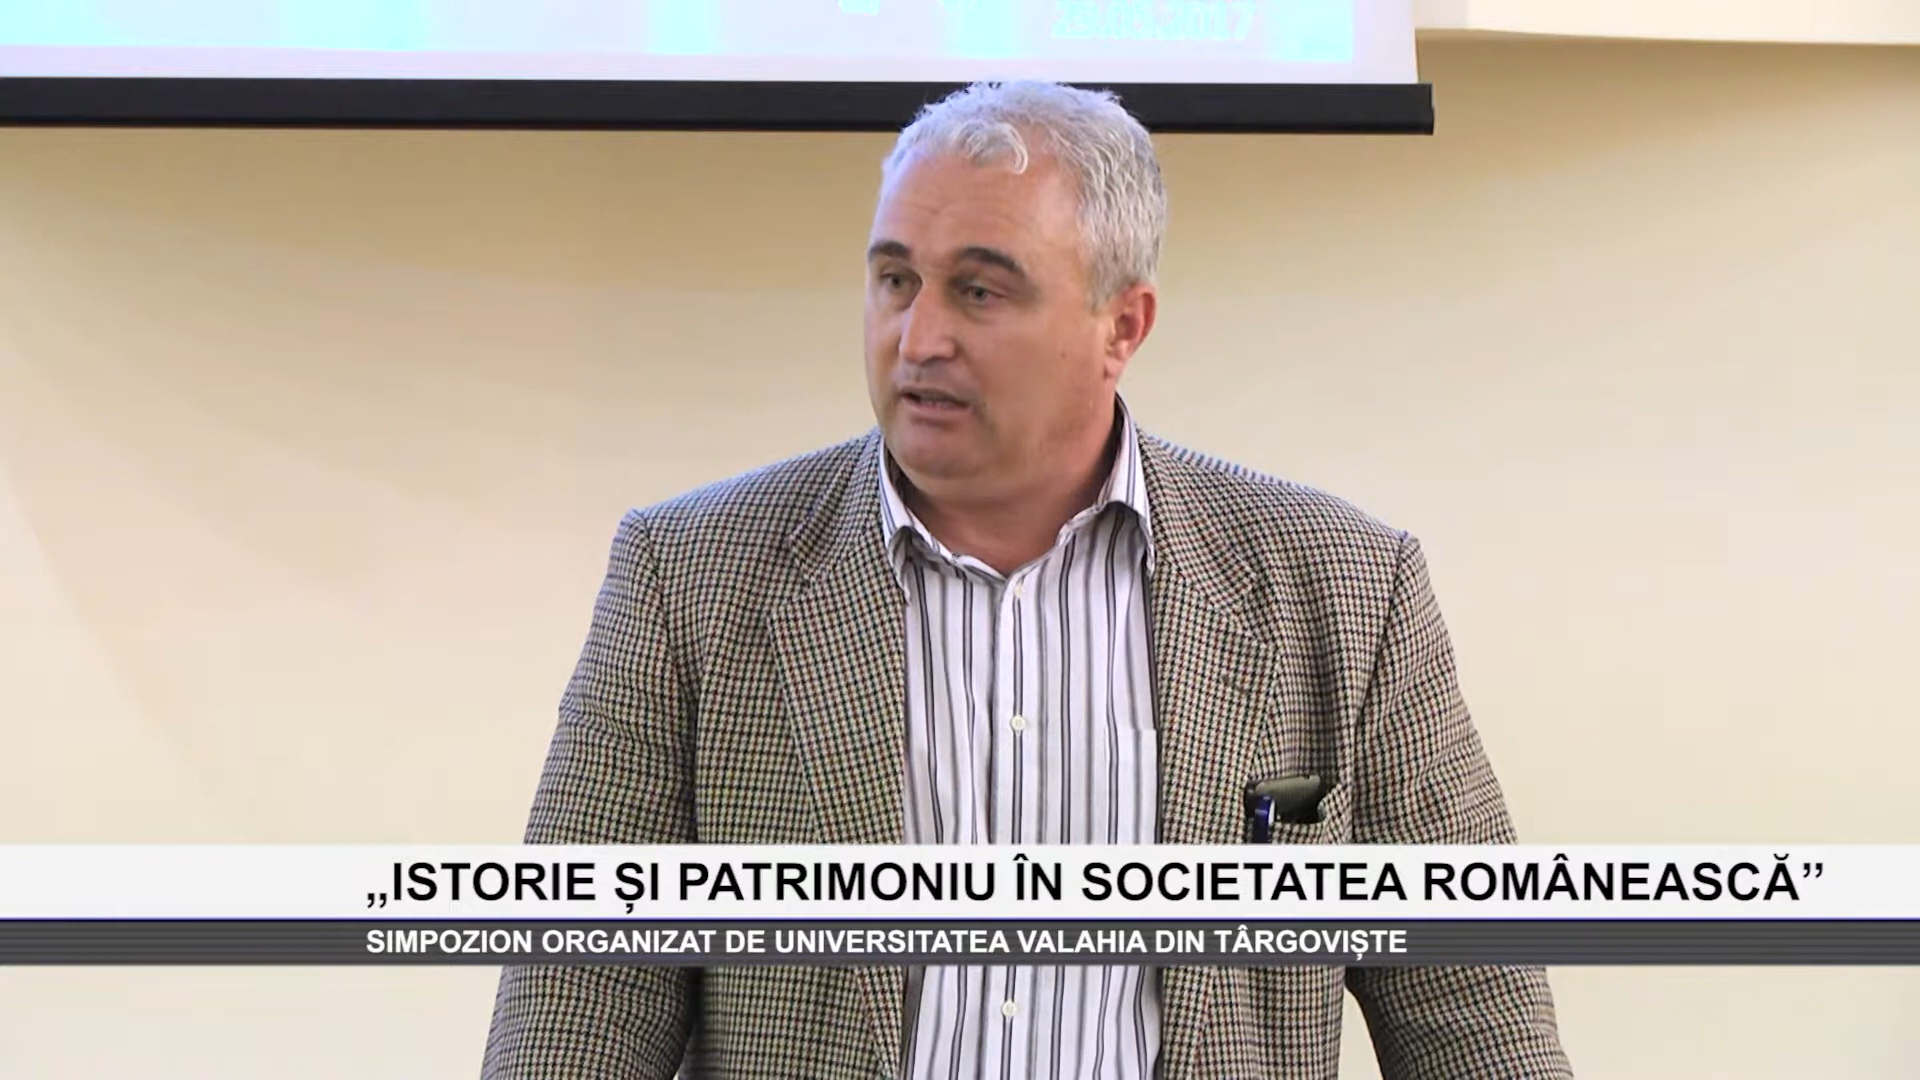 „ISTORIE ȘI PATRIMONIU ÎN SOCIETATEA ROMÂNEASCĂ”
SIMPOZION ORGANIZAT DE UNIVERSITATEA VALAHIA DIN TÂRGOVIȘTE